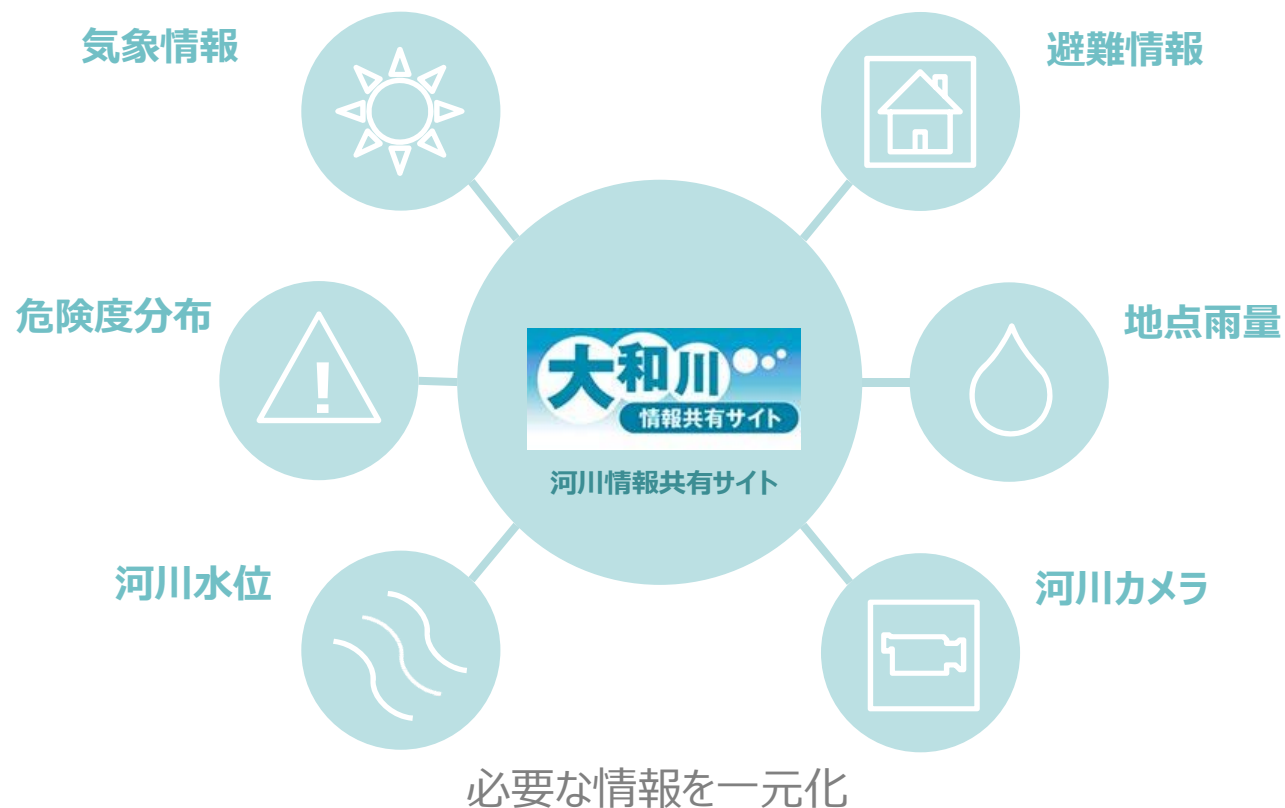 気象情報
避難情報
危険度分布
!
地点雨量
大和川
情報共有サイト
河川情報共有サイト
河川水位
河川カメラ
必要な情報を一元化